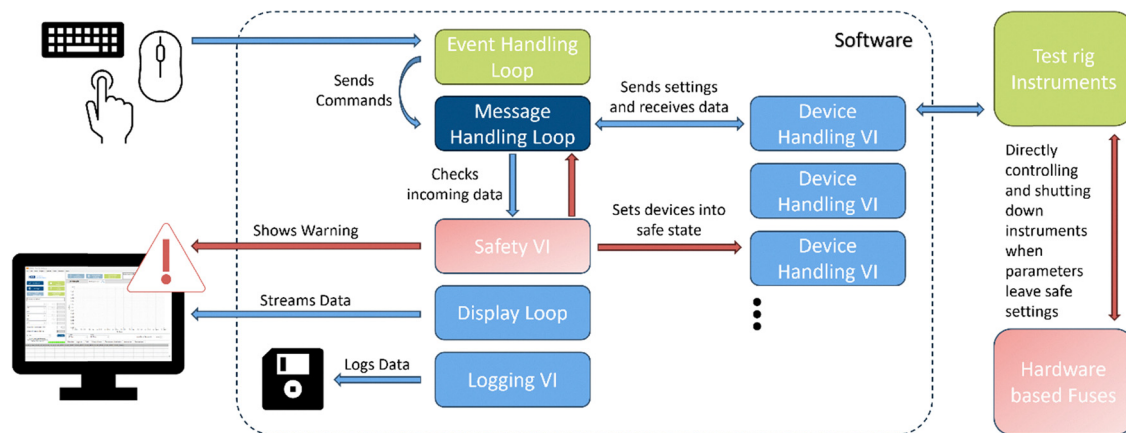 Software
Event Handling
Loop
Sends
Commands
Message
Handling Loop
Sends settings
and receives data
Device
Handling VI
Test rig
Instruments
Checks
incoming data
Device
Handling VI
Directly
controlling
and shutting
down
instruments
when
parameters
leave safe
settings
Shows Warning
Safety VI
Sets devices into
safe state
Device
Handling VI
Streams Data
Display Loop
Logs Data
Logging VI
Hardware
based Fuses